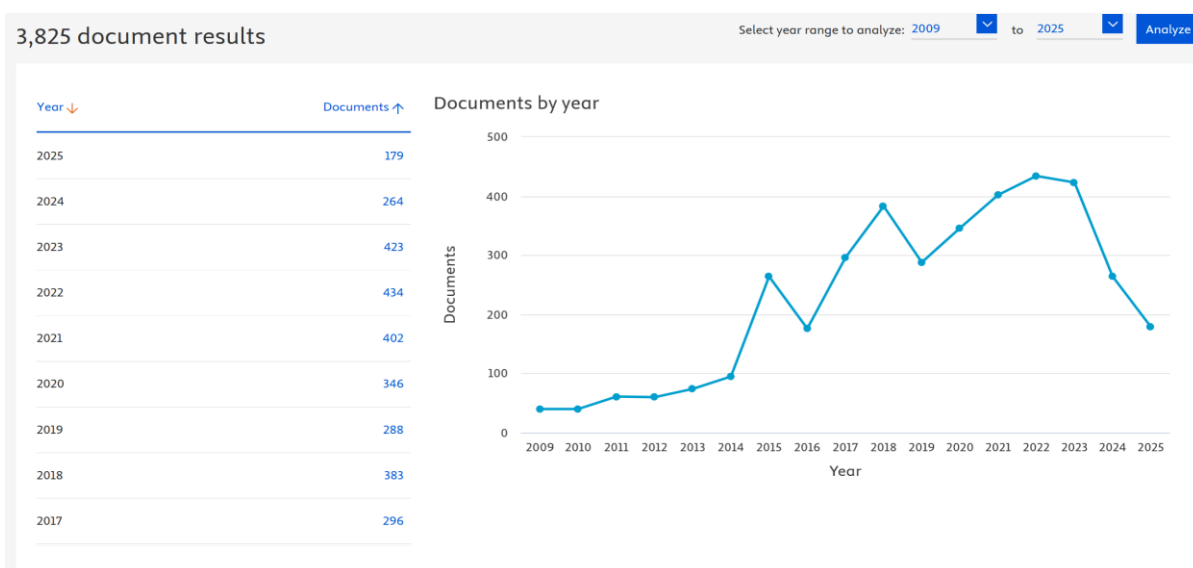 3,825 document results
Select year range to analyze: 2009 to 2025 Analyze
Year Documents
2025 179
2024 264
2023 423
2022 434
2021 402
2020 346
2019 288
2018 383
2017 296
Documents by year
500
400
300
200
100
0
Documents
2009 2010 2011 2012 2013 2014 2015 2016 2017 2018 2019 2020 2021 2022 2023 2024 2025
Year